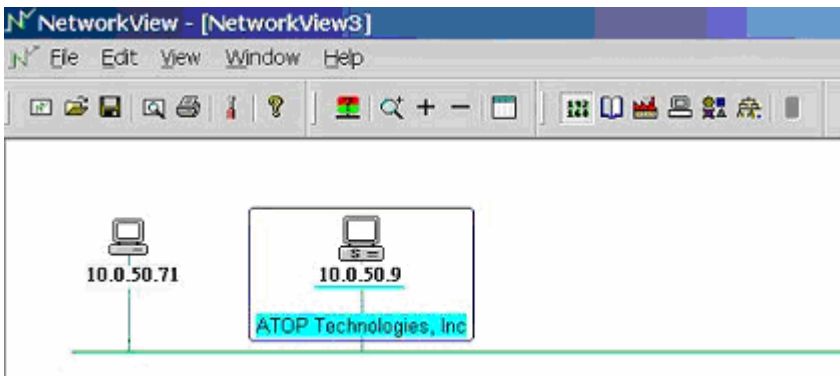 NetworkView - [NetworkView3]
File Edit View Window Help
10.0.50.71
10.0.50.9
ATOP Technologies, Inc